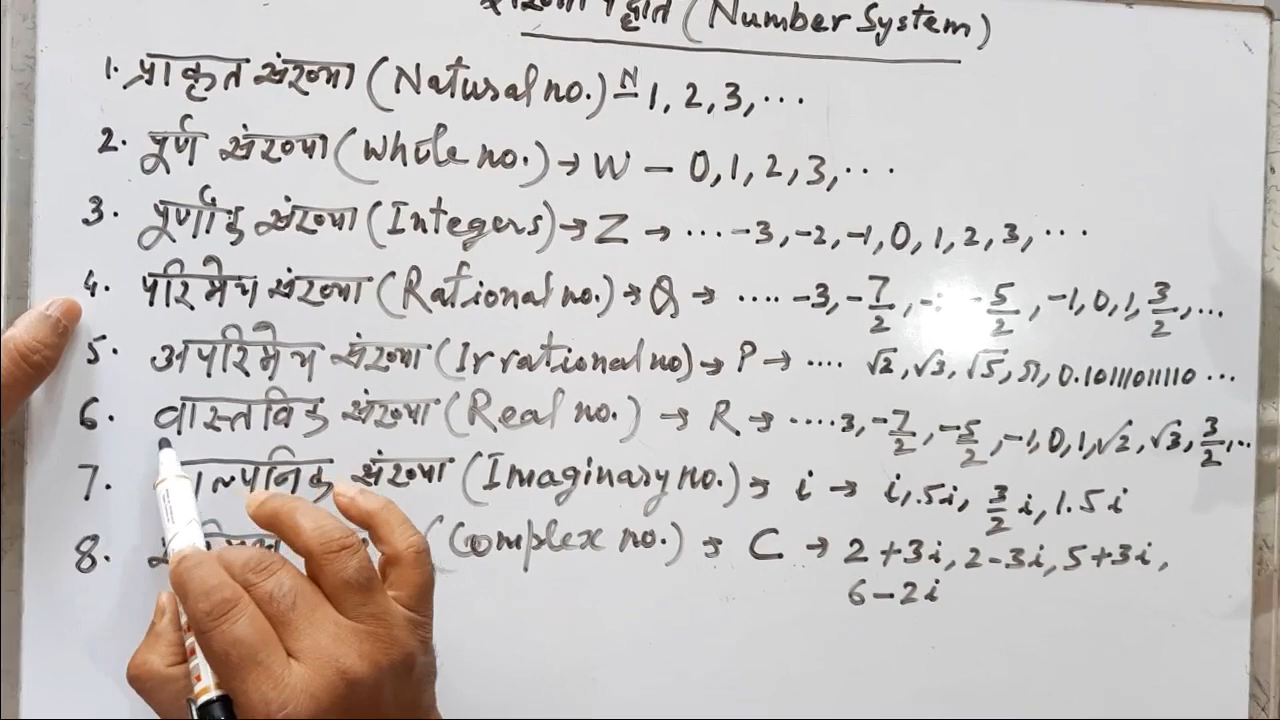 पद्धति (Number System)
1. प्राकृत संख्या (Natural no.) N – 1, 2, 3, ...
2. पूर्ण संख्या (Whole no.) → W – 0, 1, 2, 3, ...
3. पूर्णांक संख्या (Integers) → Z → ... -3, -2, -1, 0, 1, 2, 3, ...
4. परिमेय संख्या (Rational no.) → Q → .... -3, -7/2, -5/2, -1, 0, 1, 3/2, ...
5. अपरिमेय संख्या (Irrational no) → P → .... √2, √3, √5, π, 0.1011011110 ...
6. वास्तविक संख्या (Real no.) → R → .... 3, -7/2, -5/2, -1, 0, 1, √2, √3, 3/2, ...
7. ल्पनिक संख्या (Imaginary no.) → i → i, .5i, 3/2 i, 1.5i
8. (Complex no.) → C → 2+3i, 2-3i, 5+3i,
6-2i